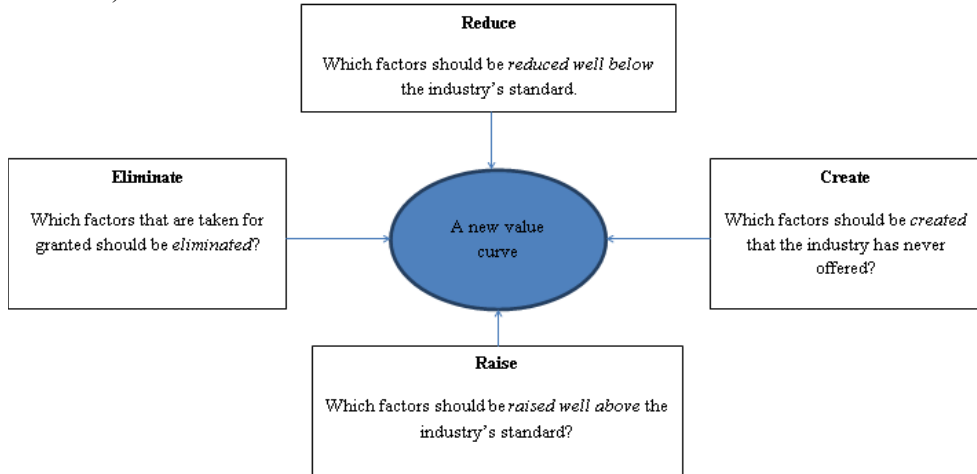 Reduce
Which factors should be reduced well below
the industry's standard.
Eliminate
Which factors that are taken for
granted should be eliminated?
A new value
curve
Create
Which factors should be created
that the industry has never
offered?
Raise
Which factors should be raised well above the
industry's standard?